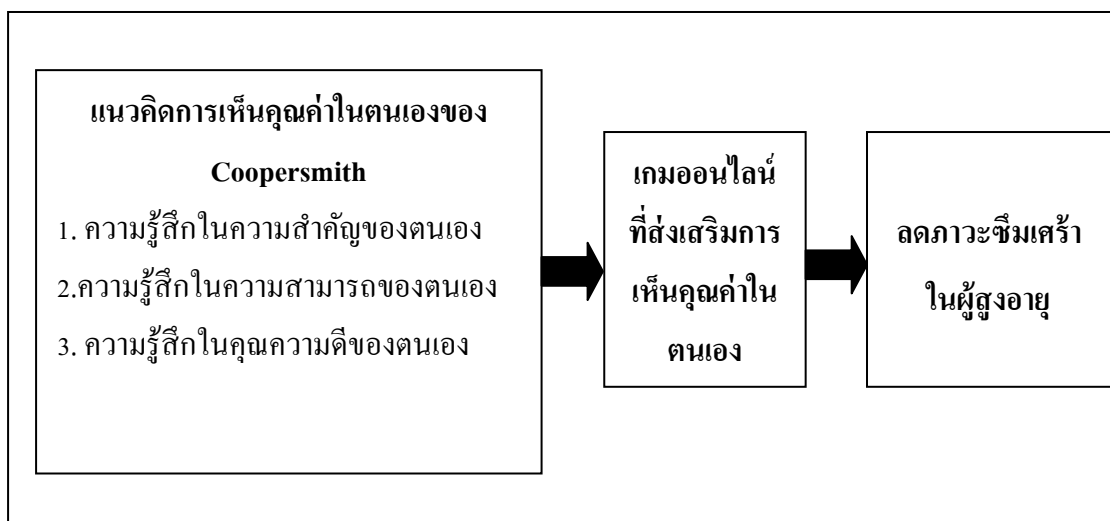 แนวคิดการเห็นคุณค่าในตนเองของ
Coopersmith
1. ความรู้สึกในความสำคัญของตนเอง
2.ความรู้สึกในความสามารถของตนเอง
3. ความรู้สึกในคุณความดีของตนเอง
เกมออนไลน์
ที่ส่งเสริมการ
เห็นคุณค่าใน
ตนเอง
ลดภาวะซึมเศร้า
ในผู้สูงอายุ